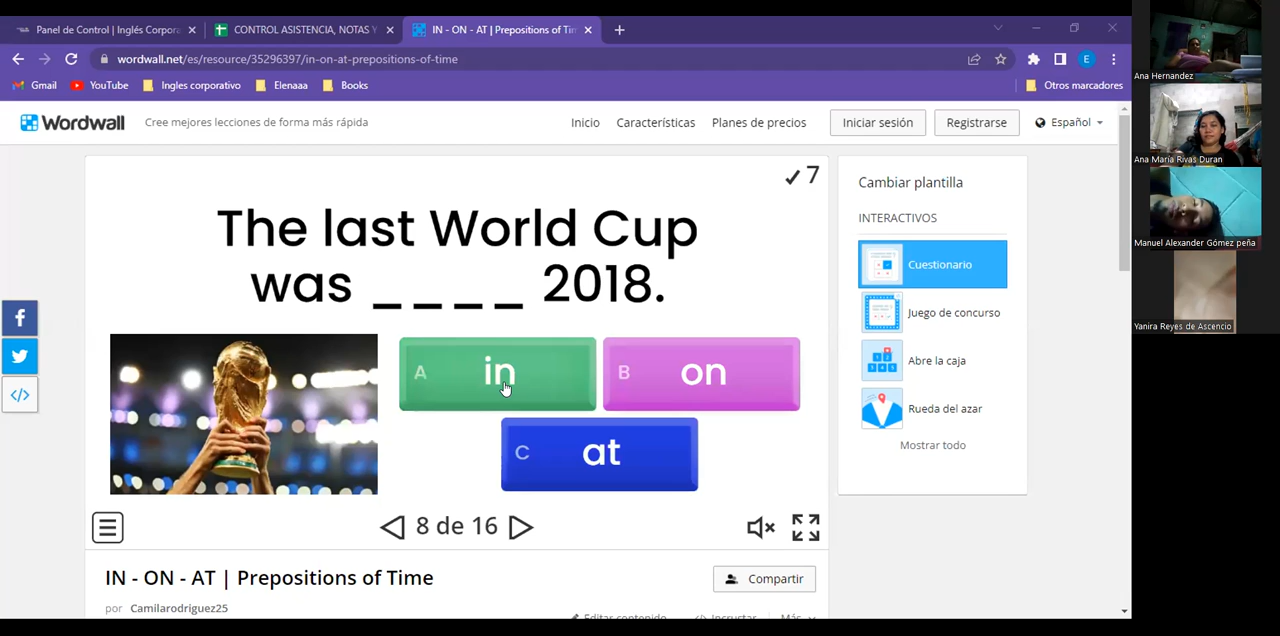 Panel de Control | Inglés Corpora
CONTROL ASISTENCIA, NOTAS Y
IN - ON - AT | Prepositions of Tim
wordwall.net/es/resource/35296397/in-on-at-prepositions-of-time
E
Gmail
YouTube
Ingles corporativo
Elenaaa
Books
Otros marcadores
Wordwall
Cree mejores lecciones de forma más rápida
Inicio
Características
Planes de precios
Iniciar sesión
Registrarse
Español
7
The last World Cup
was _ _ _ _ 2018.
A in
B on
C at
8 de 16
IN - ON - AT | Prepositions of Time
Compartir
por Camilarodriguez25
Editar contenido
Incrustar
Más
Cambiar plantilla
INTERACTIVOS
Cuestionario
Juego de concurso
Abre la caja
Rueda del azar
Mostrar todo
Ana Hernandez
Ana María Rivas Duran
Manuel Alexander Gómez peña
Yanira Reyes de Ascencio